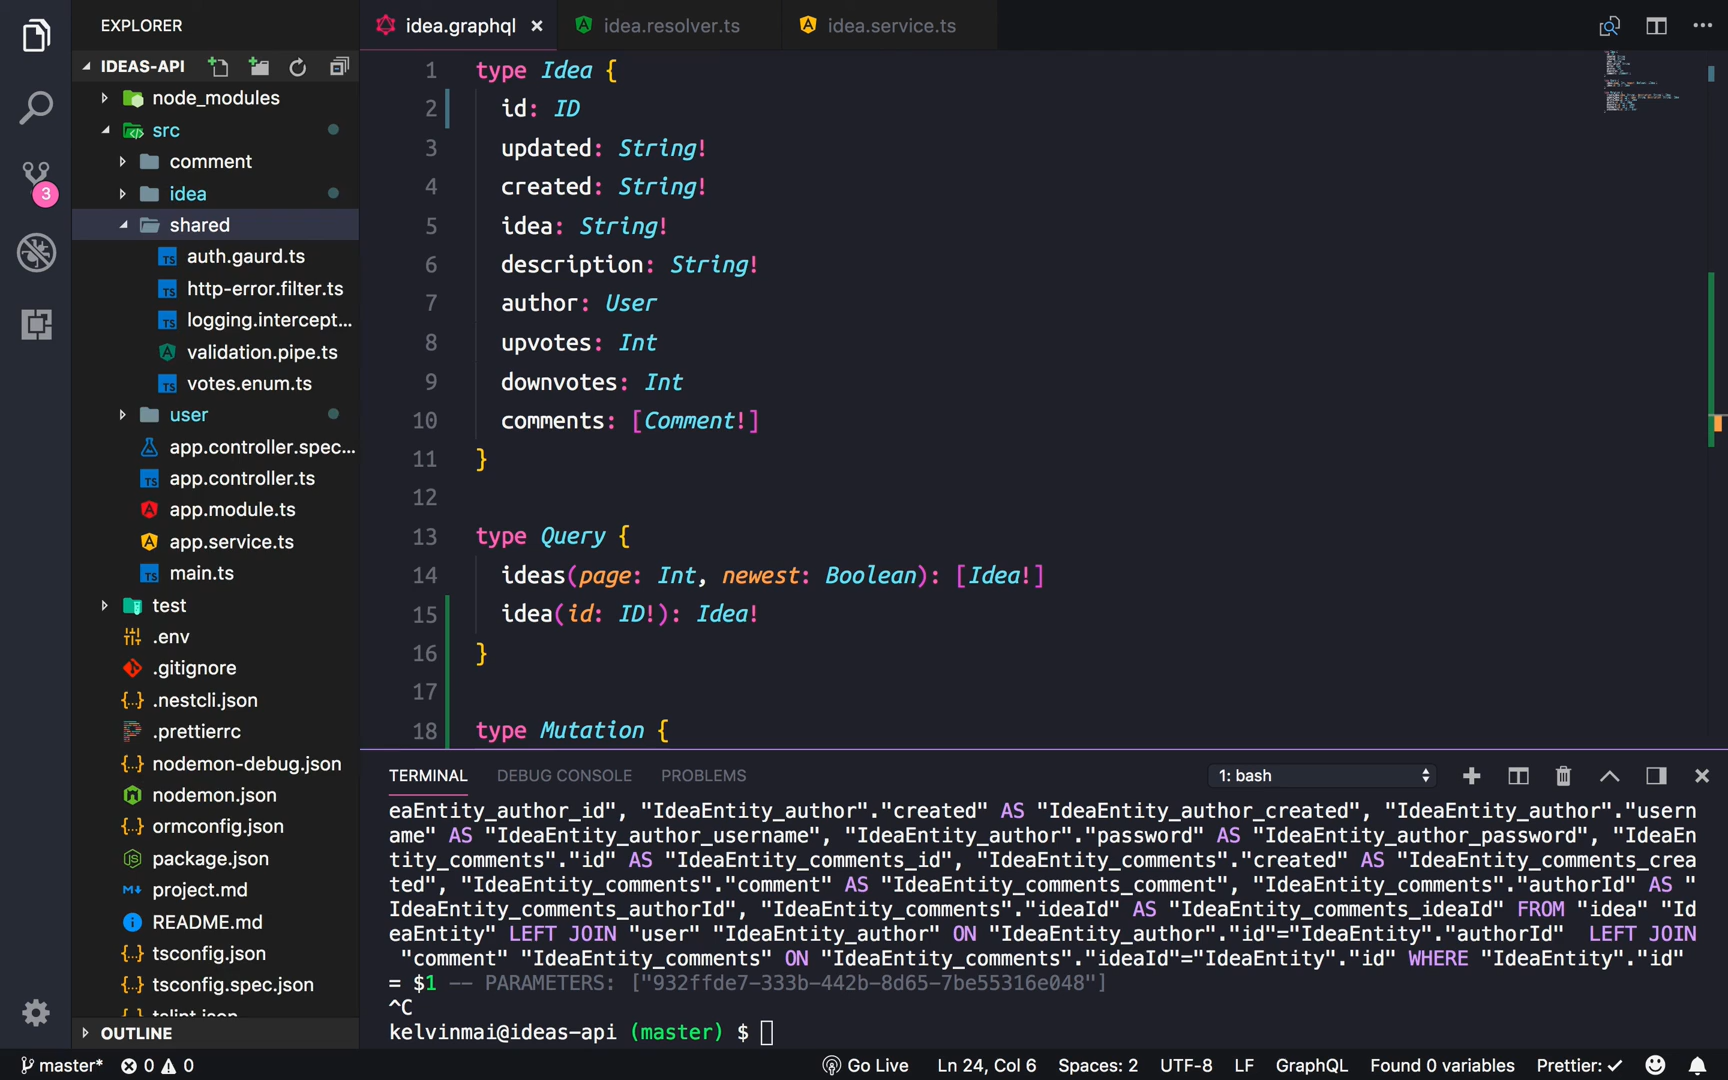 EXPLORER
IDEAS-API
node_modules
src
comment
idea
shared
auth.gaurd.ts
http-error.filter.ts
logging.intercept...
validation.pipe.ts
votes.enum.ts
user
app.controller.spec...
app.controller.ts
app.module.ts
app.service.ts
main.ts
test
.env
.gitignore
.nestcli.json
.prettierrc
nodemon-debug.json
nodemon.json
ormconfig.json
package.json
project.md
README.md
tsconfig.json
tsconfig.spec.json
tslint.json
OUTLINE
3
idea.graphql × idea.resolver.ts idea.service.ts
1 type Idea {
2 id: ID
3 updated: String!
4 created: String!
5 idea: String!
6 description: String!
7 author: User
8 upvotes: Int
9 downvotes: Int
10 comments: [Comment!]
11 }
12
13 type Query {
14 ideas(page: Int, newest: Boolean): [Idea!]
15 idea(id: ID!): Idea!
16 }
17
18 type Mutation {
TERMINAL DEBUG CONSOLE PROBLEMS 1: bash
eaEntity_author_id", "IdeaEntity_author"."created" AS "IdeaEntity_author_created", "IdeaEntity_author"."usern
ame" AS "IdeaEntity_author_username", "IdeaEntity_author"."password" AS "IdeaEntity_author_password", "IdeaEn
tity_comments"."id" AS "IdeaEntity_comments_id", "IdeaEntity_comments"."created" AS "IdeaEntity_comments_crea
ted", "IdeaEntity_comments"."comment" AS "IdeaEntity_comments_comment", "IdeaEntity_comments"."authorId" AS "
IdeaEntity_comments_authorId", "IdeaEntity_comments"."ideaId" AS "IdeaEntity_comments_ideaId" FROM "idea" "Id
eaEntity" LEFT JOIN "user" "IdeaEntity_author" ON "IdeaEntity_author"."id"="IdeaEntity"."authorId"  LEFT JOIN
 "comment" "IdeaEntity_comments" ON "IdeaEntity_comments"."ideaId"="IdeaEntity"."id" WHERE "IdeaEntity"."id"
= $1 -- PARAMETERS: ["932ffde7-333b-442b-8d65-7be55316e048"]
^C
kelvinmai@ideas-api (master) $
master* 0 0 Go Live Ln 24, Col 6 Spaces: 2 UTF-8 LF GraphQL Found 0 variables Prettier: ✓